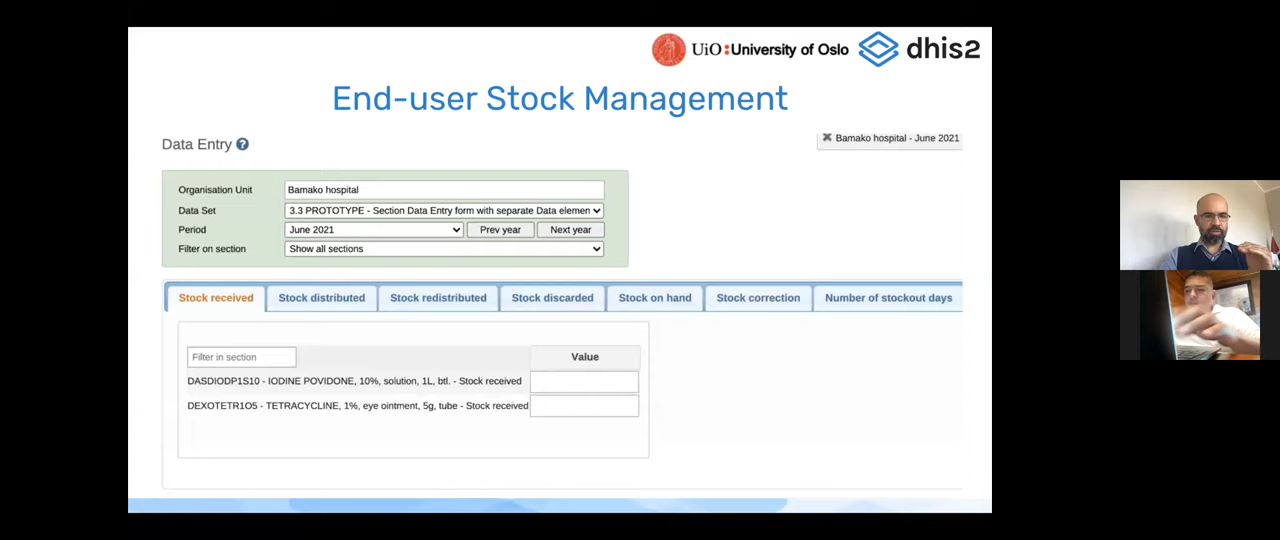 UiO:University of Oslo dhis2
End-user Stock Management
Data Entry ?
Bamako hospital - June 2021
Organisation Unit Bamako hospital
Data Set 3.3 PROTOTYPE - Section Data Entry form with separate Data elemen
Period June 2021 Prev year Next year
Filter on section Show all sections
Stock received Stock distributed Stock redistributed Stock discarded Stock on hand Stock correction Number of stockout days
Filter in section Value
DASDIODP1S10 - IODINE POVIDONE, 10%, solution, 1L, btl. - Stock received
DEXOTETR1O5 - TETRACYCLINE, 1%, eye ointment, 5g, tube - Stock received